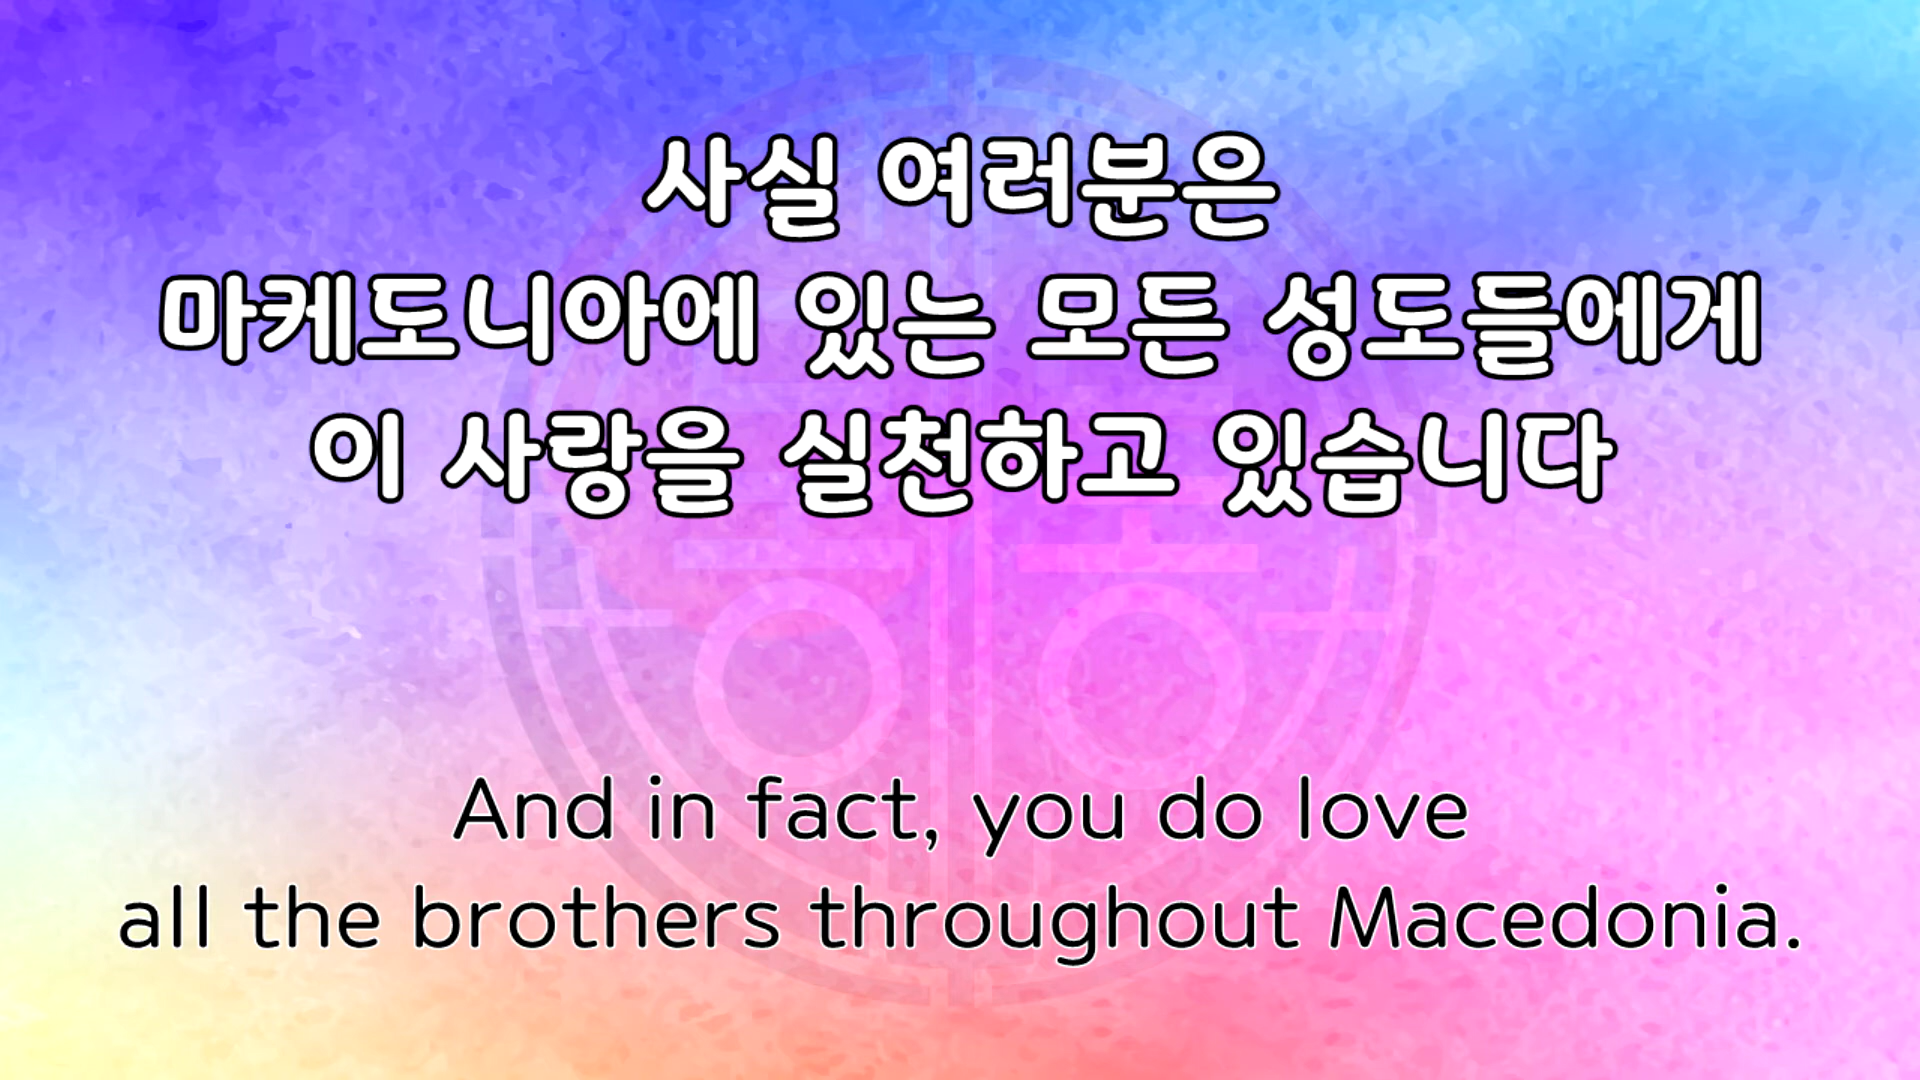 사실 여러분은
마케도니아에 있는 모든 성도들에게
이 사랑을 실천하고 있습니다
And in fact, you do love
all the brothers throughout Macedonia.